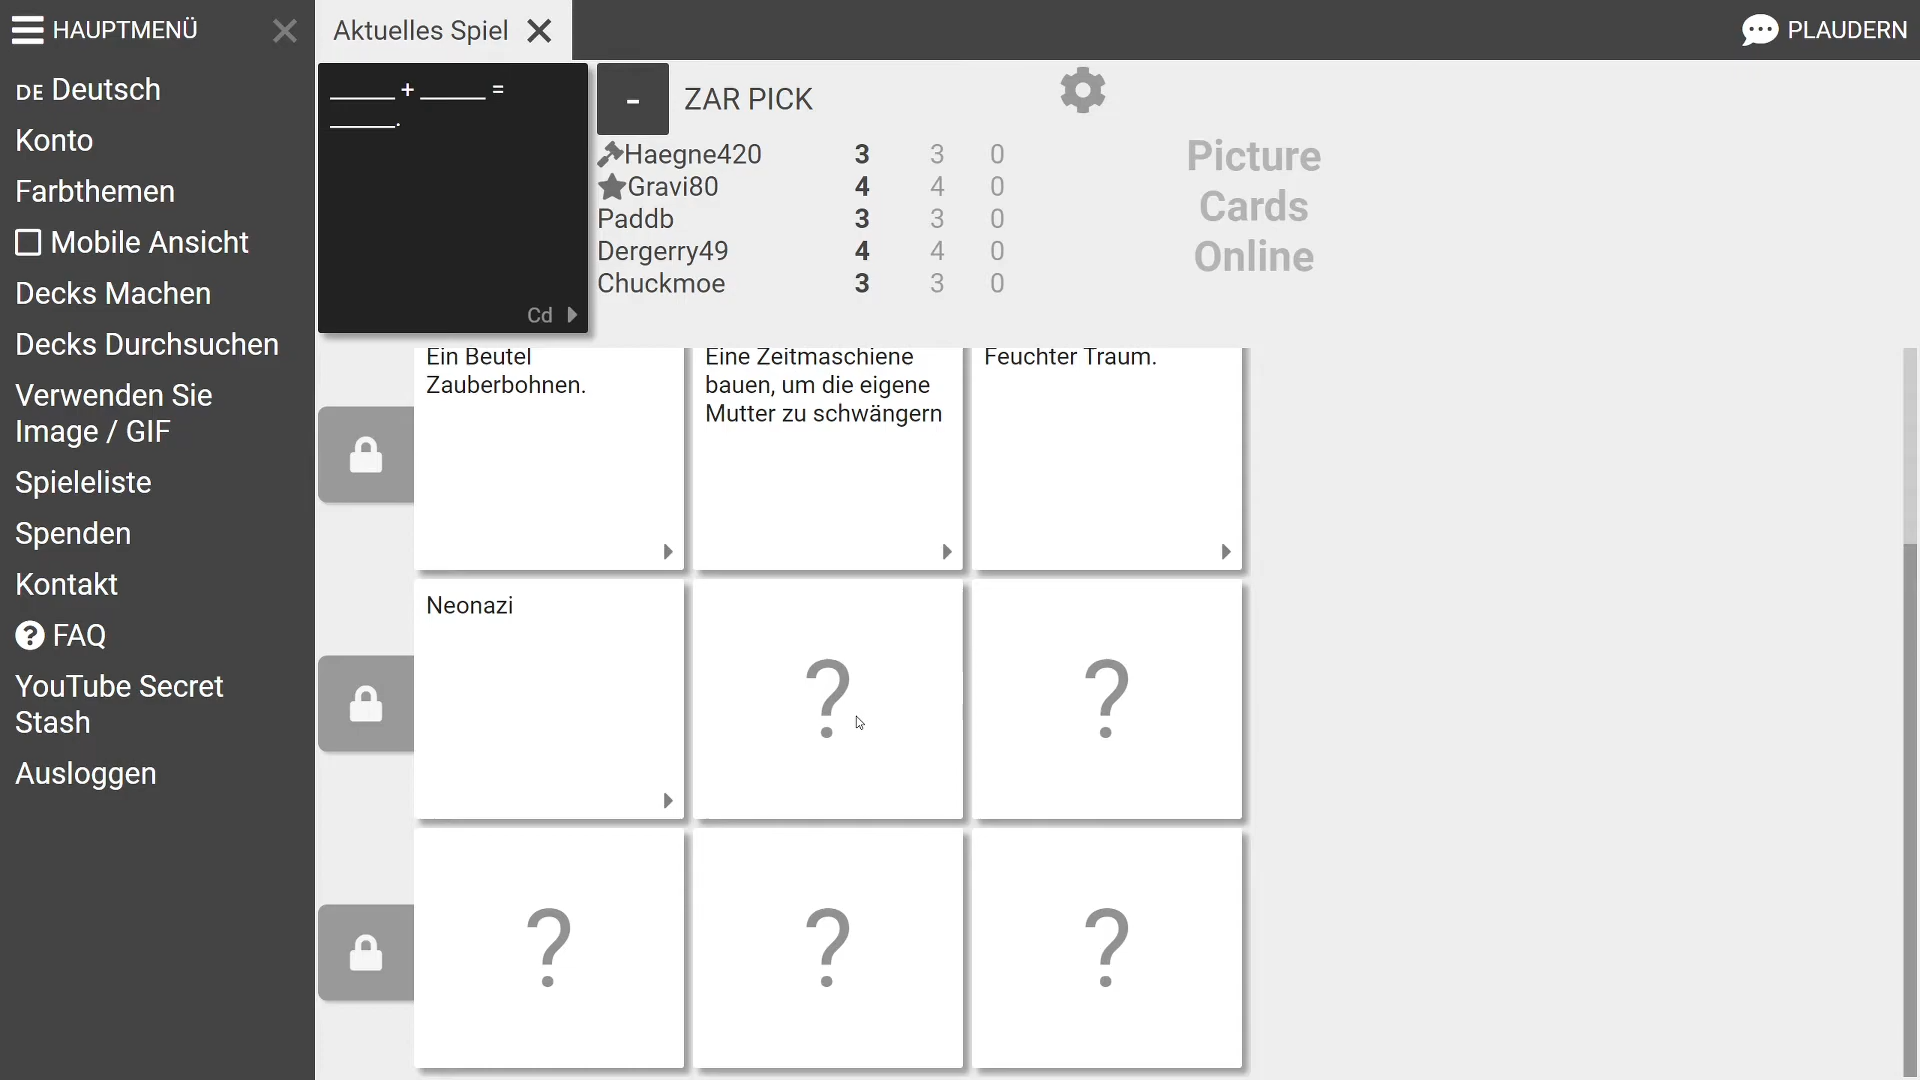 HAUPTMENÜ
DE Deutsch
Konto
Farbthemen
Mobile Ansicht
Decks Machen
Decks Durchsuchen
Verwenden Sie
Image / GIF
Spieleliste
Spenden
Kontakt
? FAQ
YouTube Secret
Stash
Ausloggen
Aktuelles Spiel
PLAUDERN
_____ + _____ =
_____.
Cd
- ZAR PICK
Haegne420 3 3 0
Gravi80 4 4 0
Paddb 3 3 0
Dergerry49 4 4 0
Chuckmoe 3 3 0
Picture
Cards
Online
Ein Beutel
Zauberbohnen.
Eine Zeitmaschiene
bauen, um die eigene
Mutter zu schwängern
Feuchter Traum.
Neonazi
?
?
?
?
?